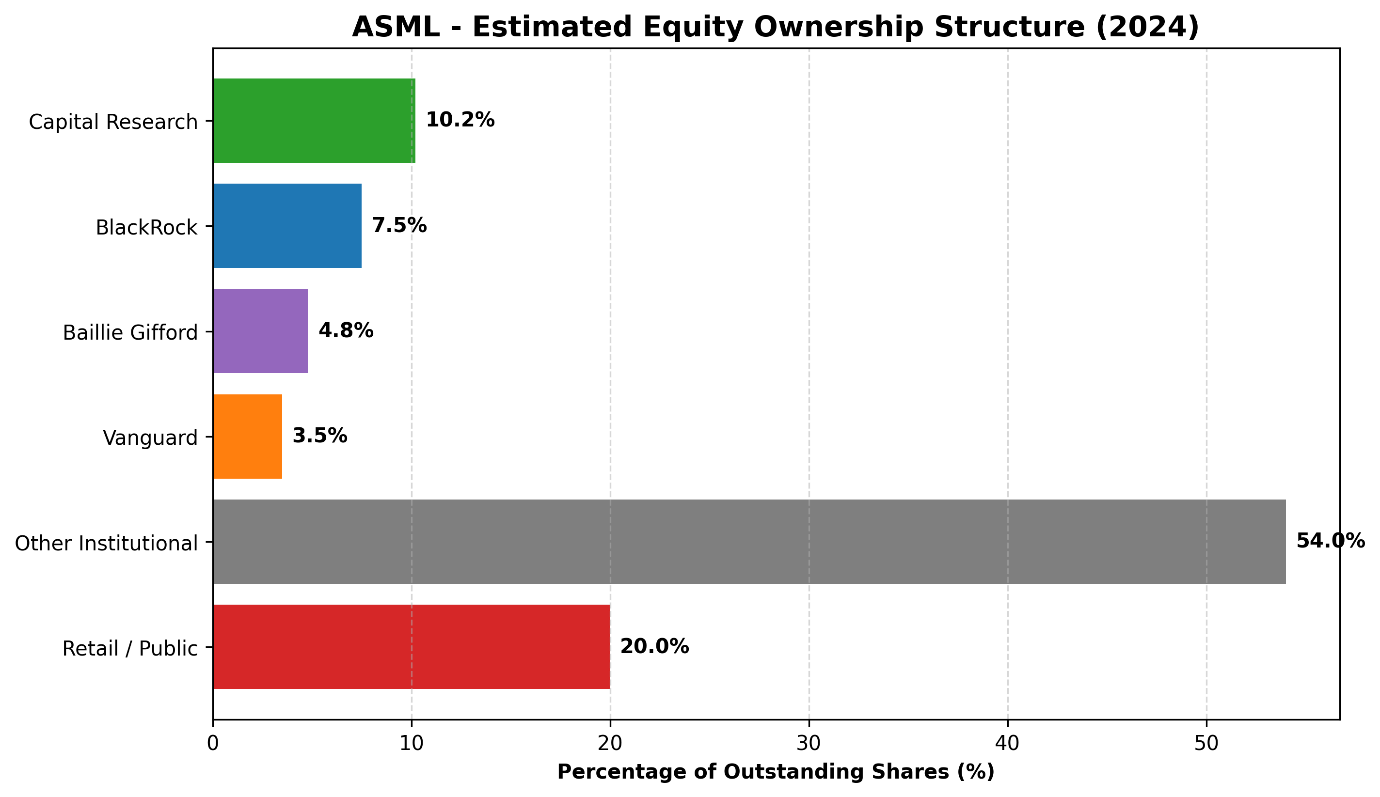 ASML - Estimated Equity Ownership Structure (2024)
Capital Research
10.2%
BlackRock
7.5%
Baillie Gifford
4.8%
Vanguard
3.5%
Other Institutional
54.0%
Retail / Public
20.0%
0 10 20 30 40 50
Percentage of Outstanding Shares (%)